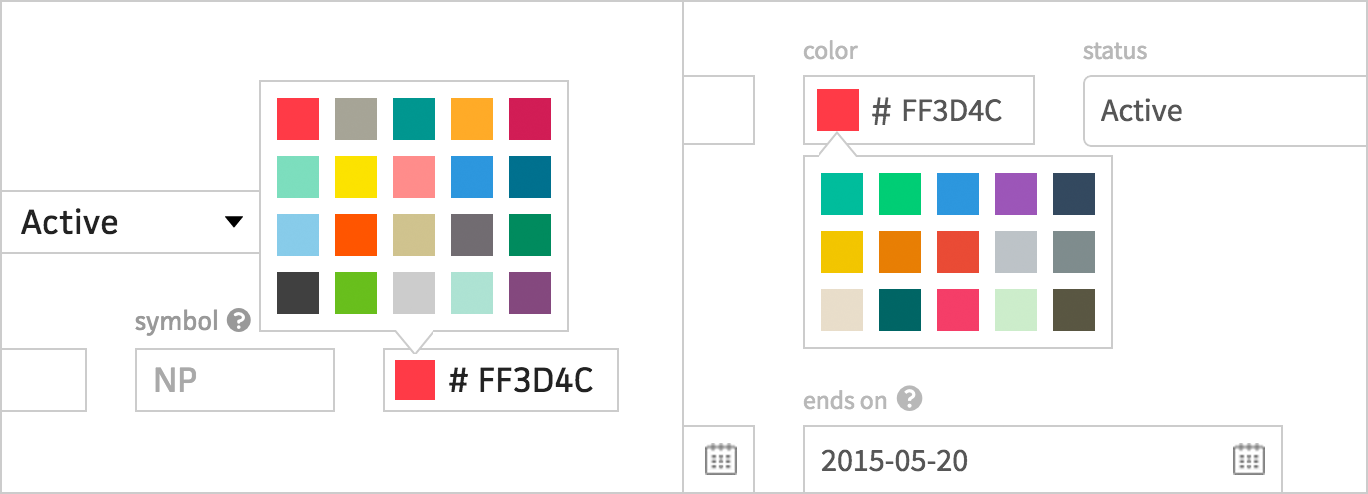 Active
symbol ?
NP
# FF3D4C
color
# FF3D4C
status
Active
ends on ?
2015-05-20